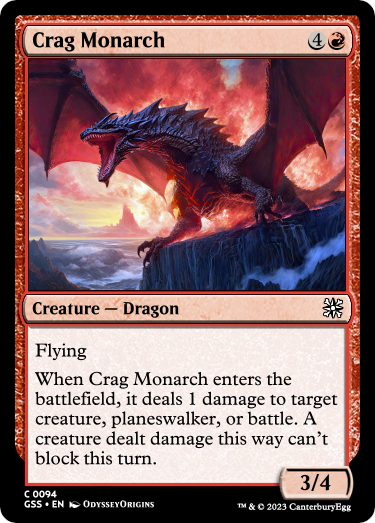 Crag Monarch 4
Creature — Dragon
Flying
When Crag Monarch enters the
battlefield, it deals 1 damage to target
creature, planeswalker, or battle. A
creature dealt damage this way can't
block this turn.
3/4
C 0094
GSS • EN OdysseyOrigins
™ & © 2023 CanterburyEgg